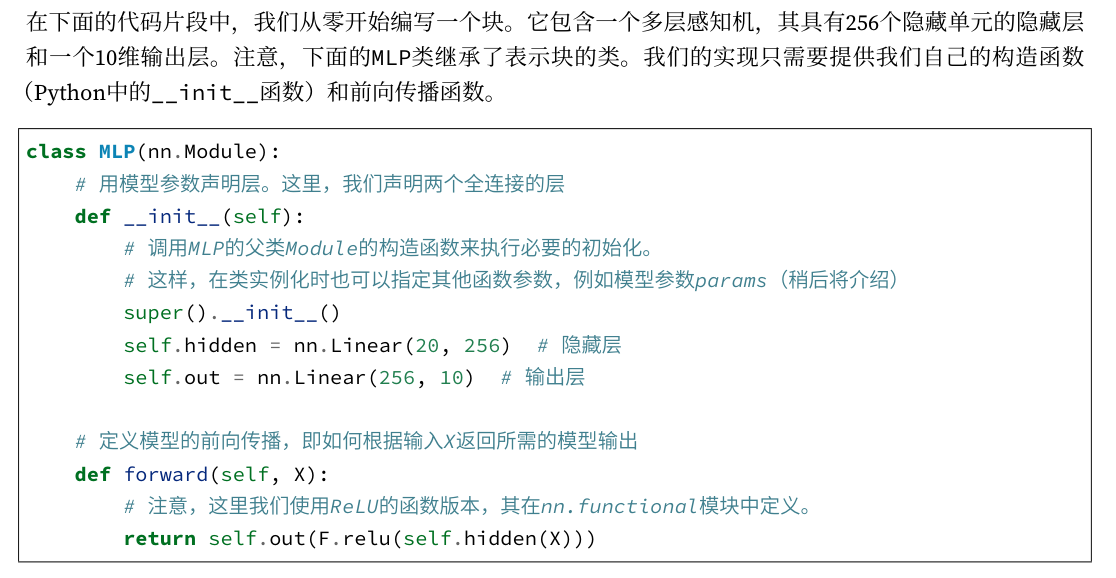 在下面的代码片段中，我们从零开始编写一个块。它包含一个多层感知机，其具有256个隐藏单元的隐藏层
和一个10维输出层。注意，下面的MLP类继承了表示块的类。我们的实现只需要提供我们自己的构造函数
（Python中的__init__函数）和前向传播函数。
class MLP(nn.Module):
    # 用模型参数声明层。这里，我们声明两个全连接的层
    def __init__(self):
        # 调用MLP的父类Module的构造函数来执行必要的初始化。
        # 这样，在类实例化时也可以指定其他函数参数，例如模型参数params（稍后将介绍）
        super().__init__()
        self.hidden = nn.Linear(20, 256)  # 隐藏层
        self.out = nn.Linear(256, 10)  # 输出层
    # 定义模型的前向传播，即如何根据输入X返回所需的模型输出
    def forward(self, X):
        # 注意，这里我们使用ReLU的函数版本，其在nn.functional模块中定义。
        return self.out(F.relu(self.hidden(X)))